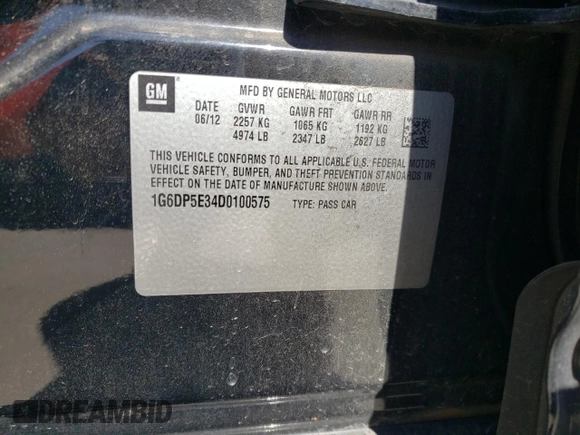 GM
MFD BY GENERAL MOTORS LLC
DATE GVWR GAWR FRT GAWR RR
06/12 2257 KG 1065 KG 1192 KG
4974 LB 2347 LB 2627 LB
THIS VEHICLE CONFORMS TO ALL APPLICABLE U.S. FEDERAL MOTOR
VEHICLE SAFETY, BUMPER, AND THEFT PREVENTION STANDARDS IN
EFFECT ON THE DATE OF MANUFACTURE SHOWN ABOVE.
1G6DP5E34D0100575 TYPE: PASS CAR
DREAMBID